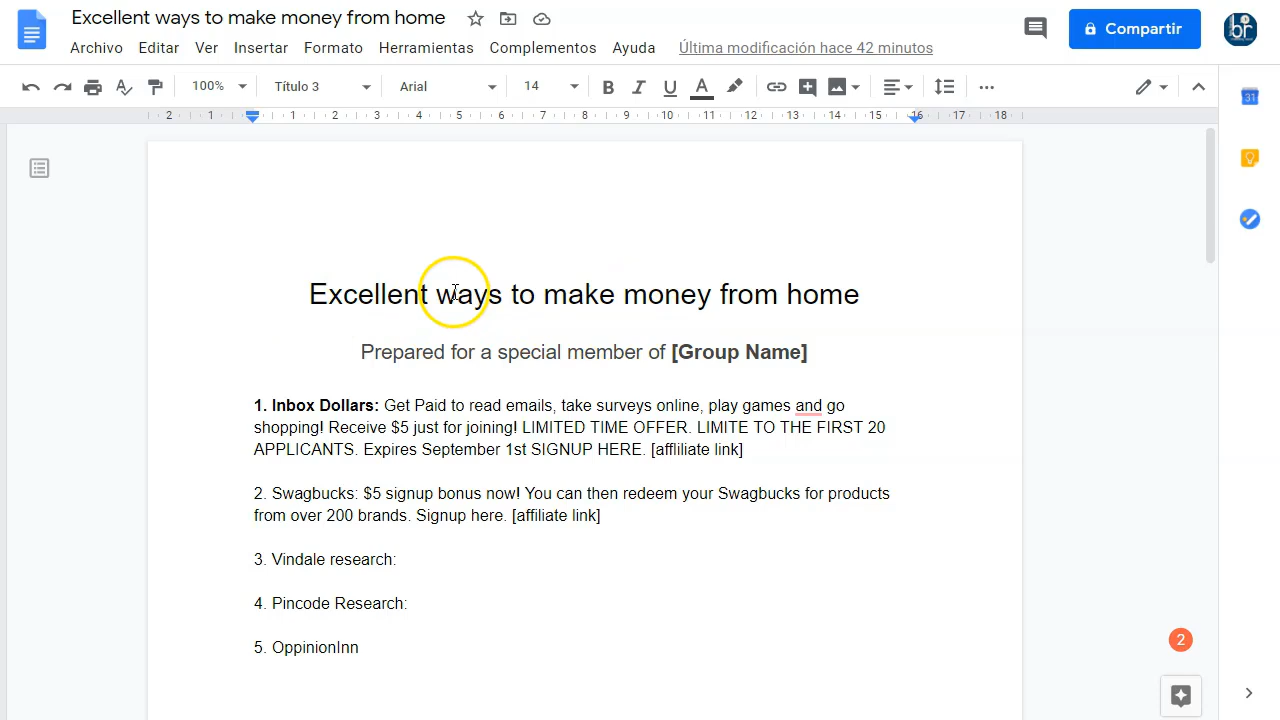 Excellent ways to make money from home
Archivo Editar Ver Insertar Formato Herramientas Complementos Ayuda Última modificación hace 42 minutos
Compartir
br
100% Título 3 Arial 14 B I U A
2 1 1 2 3 4 5 6 7 8 9 10 11 12 13 14 15 16 17 18
31
Excellent ways to make money from home
Prepared for a special member of [Group Name]
1. Inbox Dollars: Get Paid to read emails, take surveys online, play games and go
shopping! Receive $5 just for joining! LIMITED TIME OFFER. LIMITE TO THE FIRST 20
APPLICANTS. Expires September 1st SIGNUP HERE. [affliliate link]
2. Swagbucks: $5 signup bonus now! You can then redeem your Swagbucks for products
from over 200 brands. Signup here. [affiliate link]
3. Vindale research:
4. Pincode Research:
5. OppinionInn
2